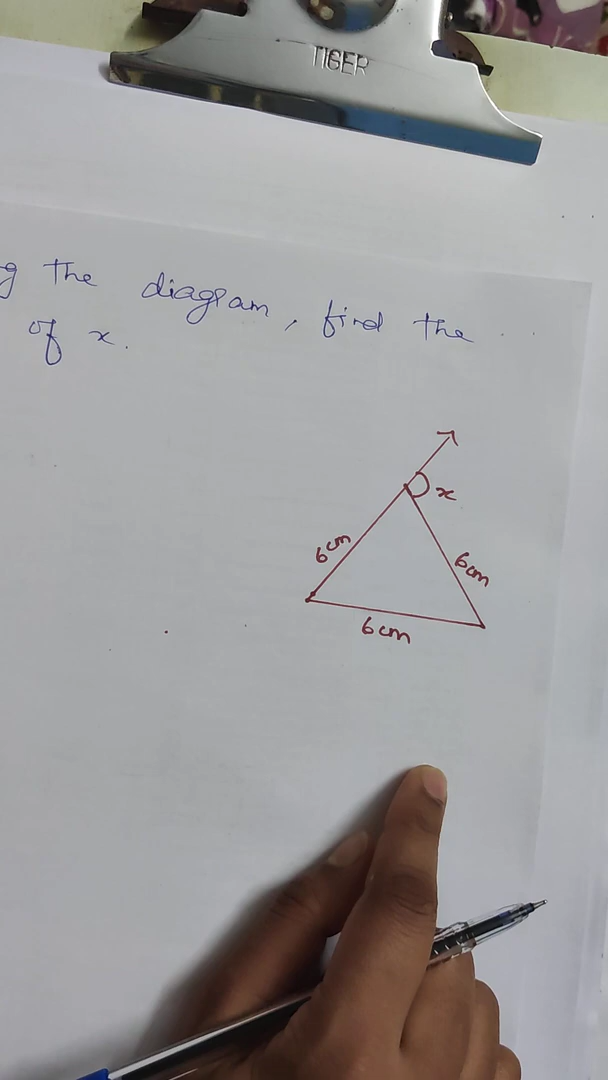 TIGER
the diagram, find the
of x.
x
6cm
6cm
6cm